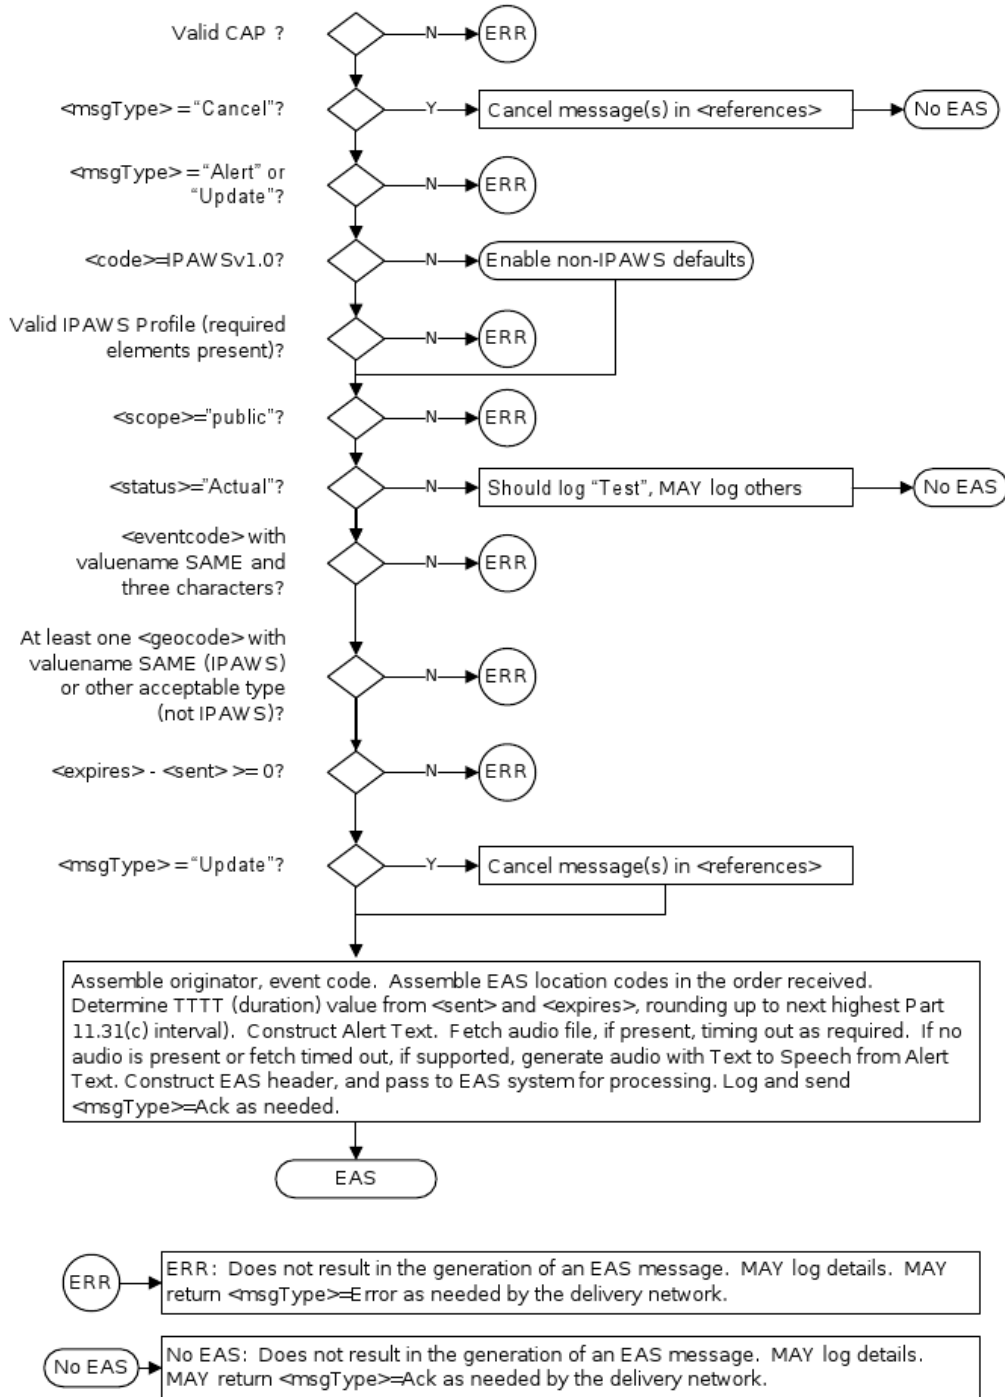 Valid CAP ?
N
ERR
<msgType> = “Cancel”?
Y
Cancel message(s) in <references>
No EAS
<msgType> = “Alert” or
“Update”?
N
ERR
<code>=IPAWSv1.0?
N
Enable non-IPAWS defaults
Valid IPAWS Profile (required
elements present)?
N
ERR
<scope>=”public”?
N
ERR
<status>=”Actual”?
N
Should log “Test”, MAY log others
No EAS
<eventcode> with
valuename SAME and
three characters?
N
ERR
At least one <geocode> with
valuename SAME (IPAWS)
or other acceptable type
(not IPAWS)?
N
ERR
<expires> - <sent> >= 0?
N
ERR
<msgType> = “Update”?
Y
Cancel message(s) in <references>
Assemble originator, event code.  Assemble EAS location codes in the order received.
Determine TTTT (duration) value from <sent> and <expires>, rounding up to next highest Part
11.31(c) interval).  Construct Alert Text.  Fetch audio file, if present, timing out as required.  If no
audio is present or fetch timed out, if supported, generate audio with Text to Speech from Alert
Text. Construct EAS header, and pass to EAS system for processing. Log and send
<msgType>=Ack as needed.
EAS
ERR
ERR:  Does not result in the generation of an EAS message.  MAY log details.  MAY
return <msgType>=Error as needed by the delivery network.
No EAS
No EAS:  Does not result in the generation of an EAS message.  MAY log details.
MAY return <msgType>=Ack as needed by the delivery network.